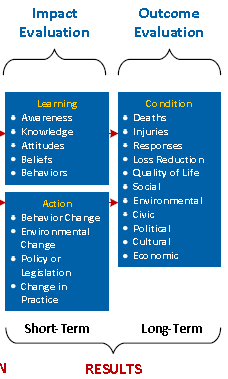 Impact
Evaluation
Outcome
Evaluation
Learning
Awareness
Knowledge
Attitudes
Beliefs
Behaviors
Action
Behavior Change
Environmental
Change
Policy or
Legislation
Change in
Practice
Condition
Deaths
Injuries
Responses
Loss Reduction
Quality of Life
Social
Environmental
Civic
Political
Cultural
Economic
Short-Term
Long-Term
N
RESULTS